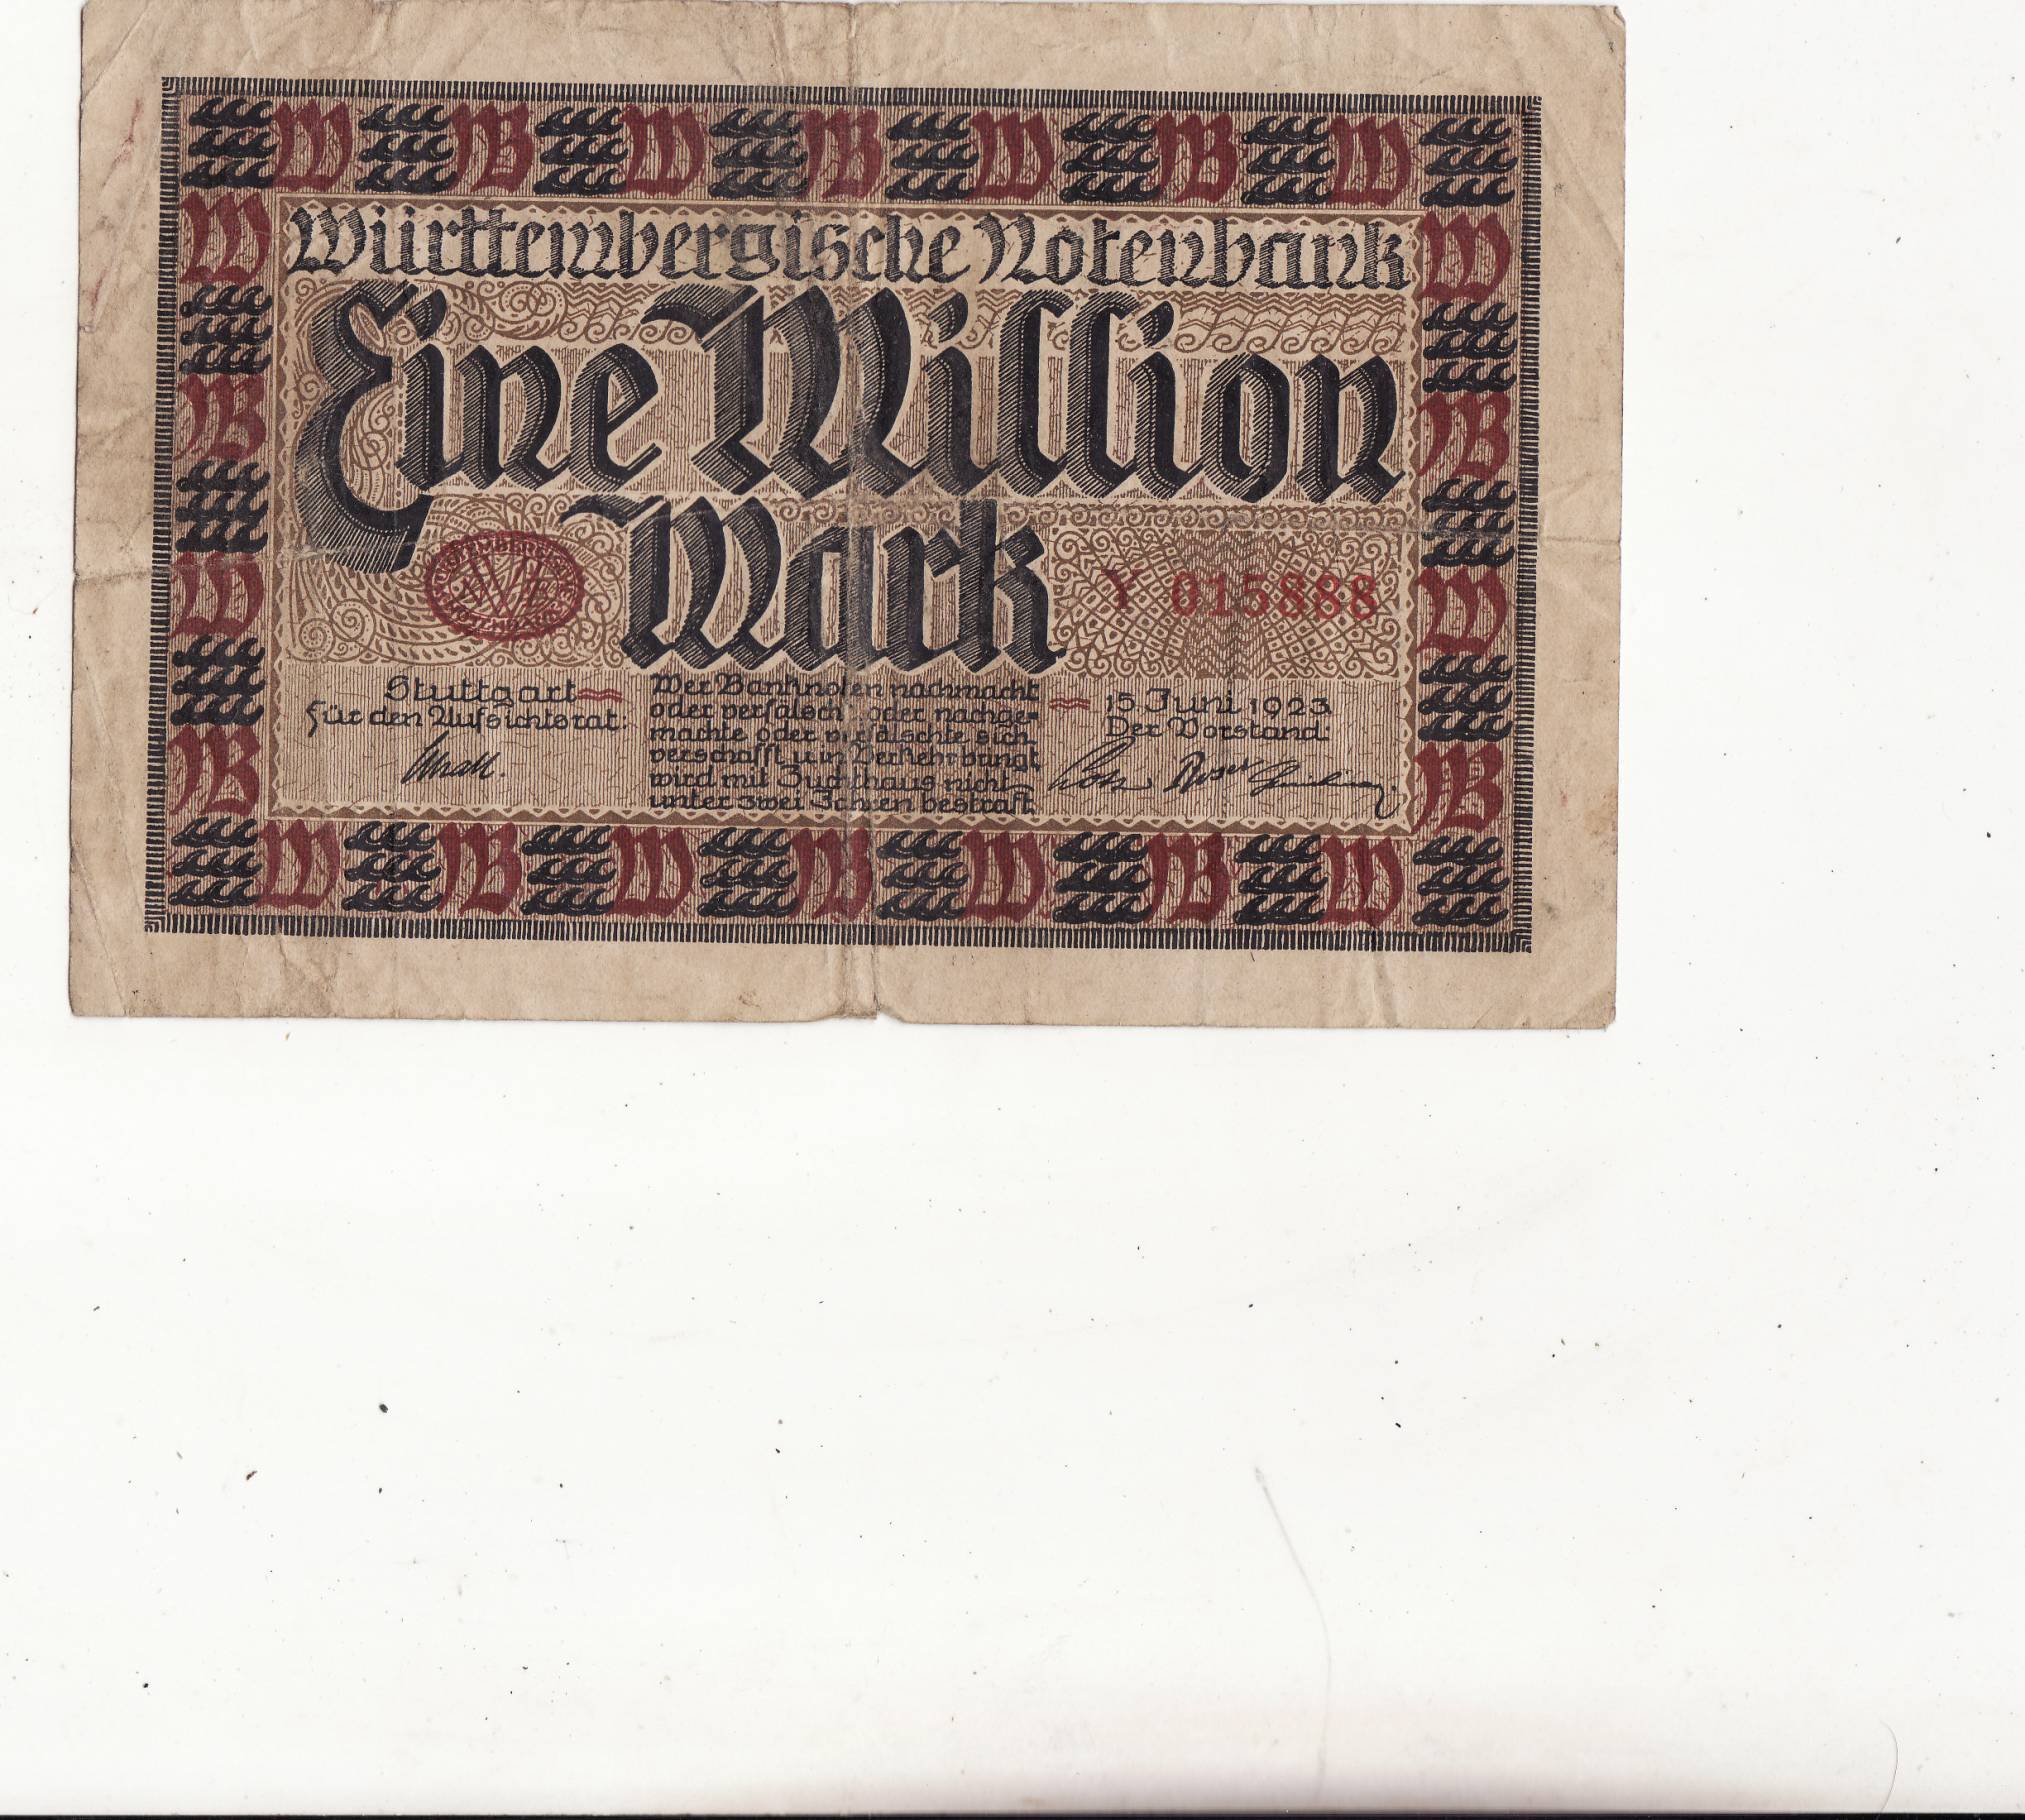 Württembergische Notenbank
Eine Million
Mark
WÜRTTEMBERGISCHE NOTENBANK
Y 015888
Stuttgart
Für den Aufsichtsrat:
Wer Banknoten nachmacht
oder verfälscht oder nachge-
machte oder verfälschte sich
verschafft u. in Verkehr bringt
wird mit Zuchthaus nicht
unter zwei Jahren bestraft.
15 Juni 1923
Der Vorstand: